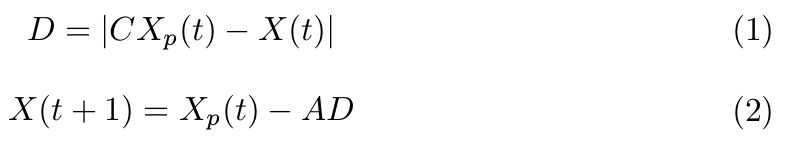 D = |CX_p(t) − X(t)| (1)
X(t + 1) = X_p(t) − AD (2)